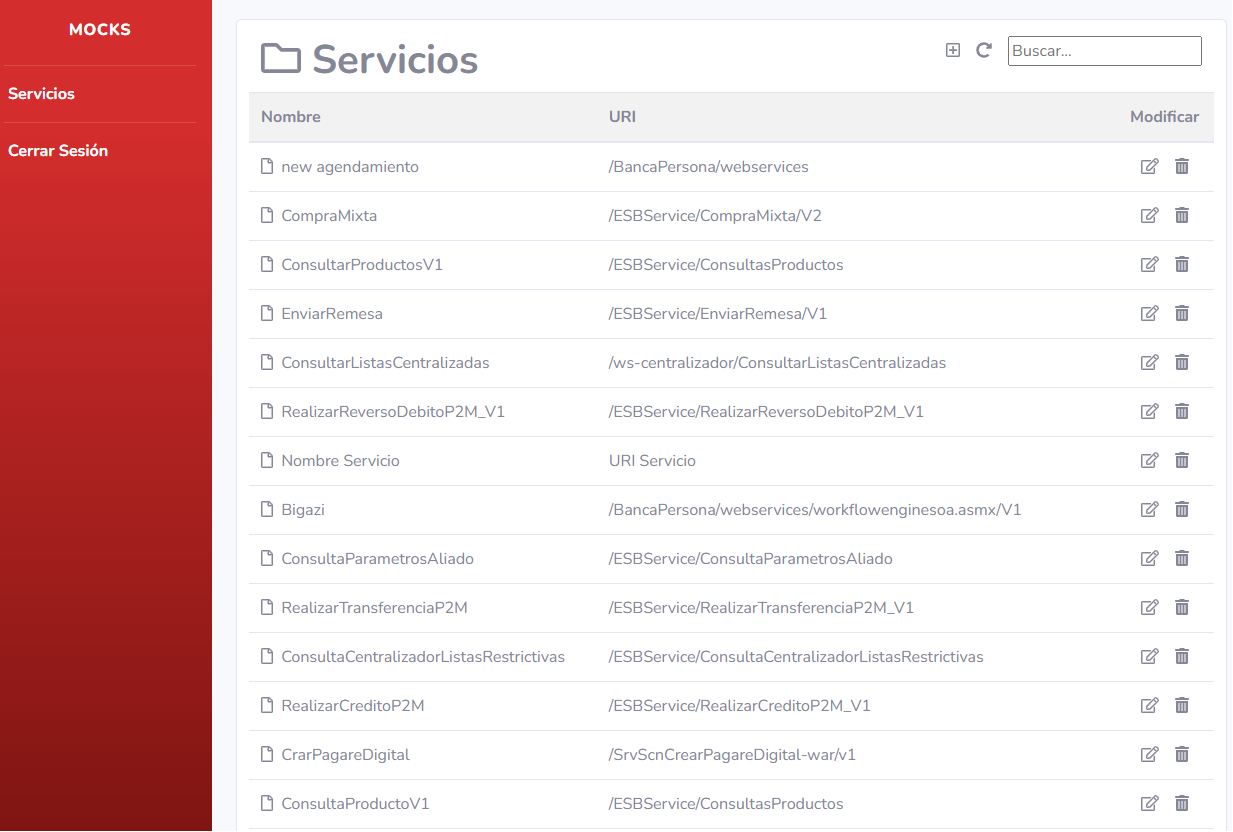 MOCKS
Servicios
Cerrar Sesión
Servicios
Buscar...
Nombre URI Modificar
new agendamiento /BancaPersona/webservices
CompraMixta /ESBService/CompraMixta/V2
ConsultarProductosV1 /ESBService/ConsultasProductos
EnviarRemesa /ESBService/EnviarRemesa/V1
ConsultarListasCentralizadas /ws-centralizador/ConsultarListasCentralizadas
RealizarReversoDebitoP2M_V1 /ESBService/RealizarReversoDebitoP2M_V1
Nombre Servicio URI Servicio
Bigazi /BancaPersona/webservices/workflowenginesoa.asmx/V1
ConsultaParametrosAliado /ESBService/ConsultaParametrosAliado
RealizarTransferenciaP2M /ESBService/RealizarTransferenciaP2M_V1
ConsultaCentralizadorListasRestrictivas /ESBService/ConsultaCentralizadorListasRestrictivas
RealizarCreditoP2M /ESBService/RealizarCreditoP2M_V1
CrarPagareDigital /SrvScnCrearPagareDigital-war/v1
ConsultaProductoV1 /ESBService/ConsultasProductos